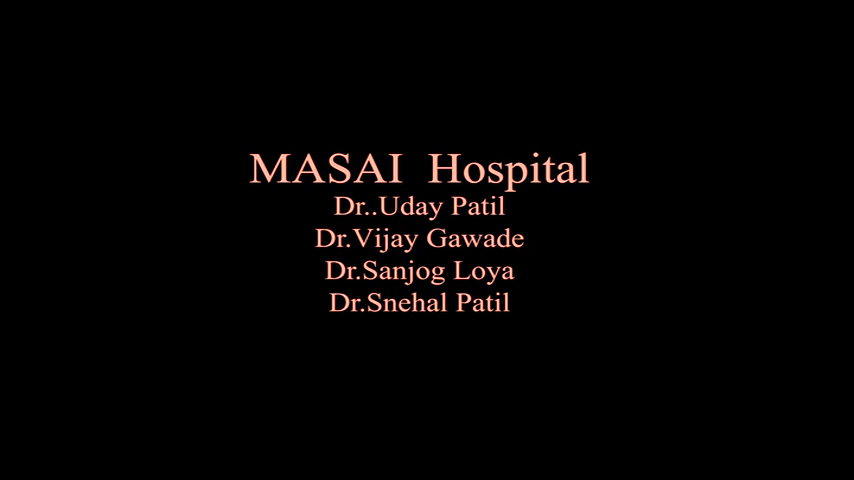 MASAI  Hospital
Dr..Uday Patil
Dr.Vijay Gawade
Dr.Sanjog Loya
Dr.Snehal Patil